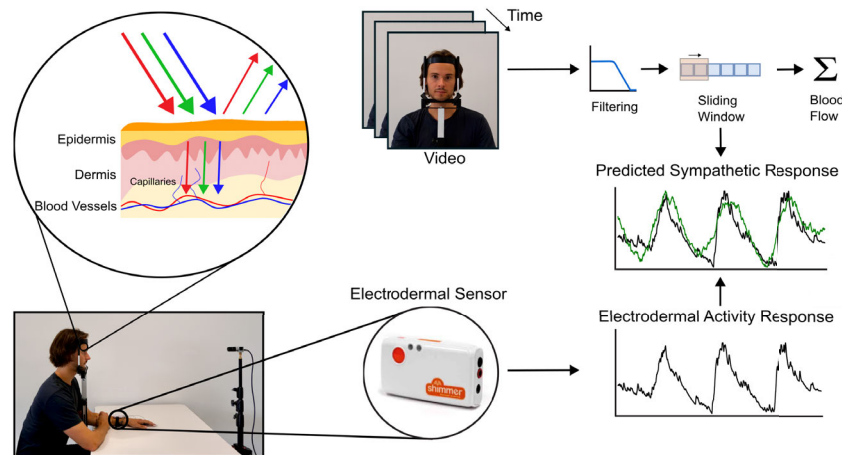 Time
Filtering
Sliding
Window
Blood
Flow
Σ
Video
Epidermis
Dermis
Capillaries
Blood Vessels
Predicted Sympathetic Response
Electrodermal Sensor
shimmer
Electrodermal Activity Response